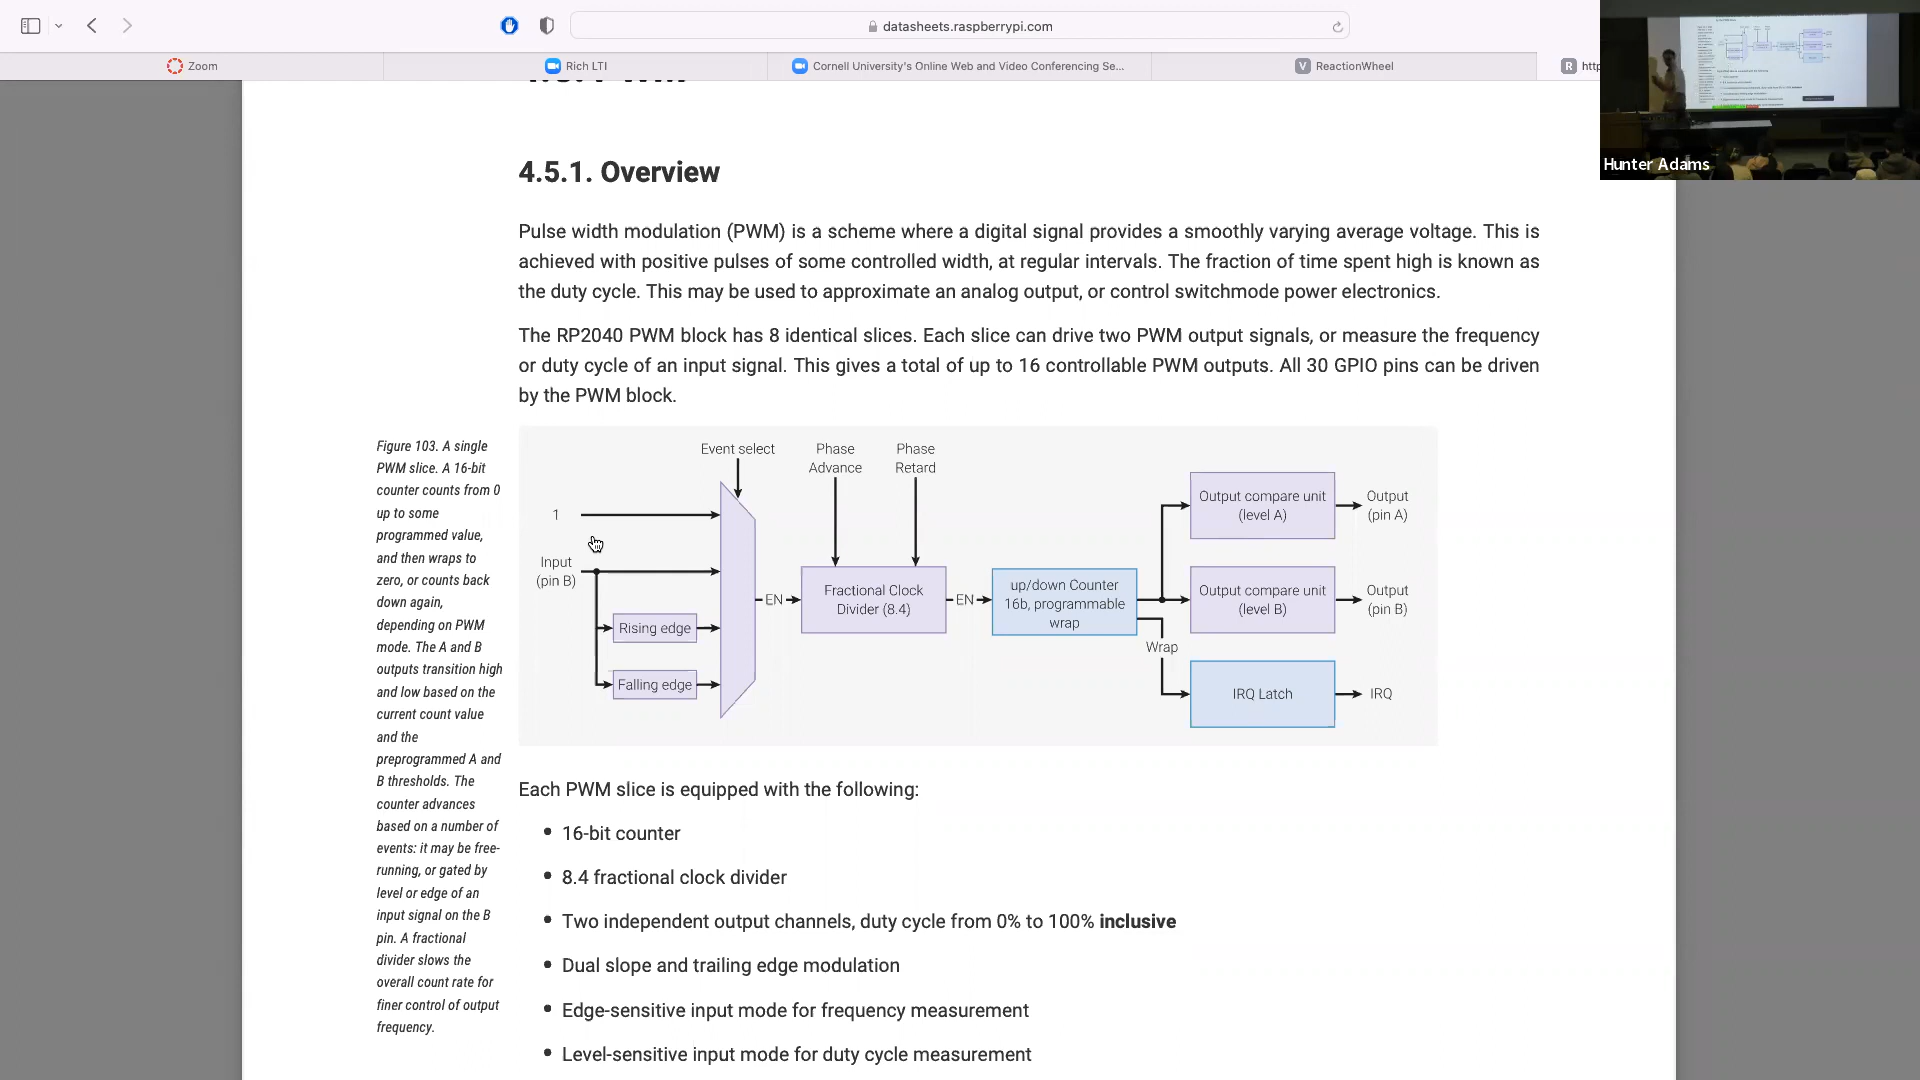 datasheets.raspberrypi.com
Zoom
Rich LTI
Cornell University's Online Web and Video Conferencing Se...
V ReactionWheel
R http
Hunter Adams
4.5.1. Overview
Pulse width modulation (PWM) is a scheme where a digital signal provides a smoothly varying average voltage. This is
achieved with positive pulses of some controlled width, at regular intervals. The fraction of time spent high is known as
the duty cycle. This may be used to approximate an analog output, or control switchmode power electronics.
The RP2040 PWM block has 8 identical slices. Each slice can drive two PWM output signals, or measure the frequency
or duty cycle of an input signal. This gives a total of up to 16 controllable PWM outputs. All 30 GPIO pins can be driven
by the PWM block.
Figure 103. A single
PWM slice. A 16-bit
counter counts from 0
up to some
programmed value,
and then wraps to
zero, or counts back
down again,
depending on PWM
mode. The A and B
outputs transition high
and low based on the
current count value
and the
preprogrammed A and
B thresholds. The
counter advances
based on a number of
events: it may be free-
running, or gated by
level or edge of an
input signal on the B
pin. A fractional
divider slows the
overall count rate for
finer control of output
frequency.
Event select
Phase
Advance
Phase
Retard
1
Input
(pin B)
Rising edge
Falling edge
EN
Fractional Clock
Divider (8.4)
EN
up/down Counter
16b, programmable
wrap
Wrap
Output compare unit
(level A)
Output
(pin A)
Output compare unit
(level B)
Output
(pin B)
IRQ Latch
IRQ
Each PWM slice is equipped with the following:
• 16-bit counter
• 8.4 fractional clock divider
• Two independent output channels, duty cycle from 0% to 100% inclusive
• Dual slope and trailing edge modulation
• Edge-sensitive input mode for frequency measurement
• Level-sensitive input mode for duty cycle measurement